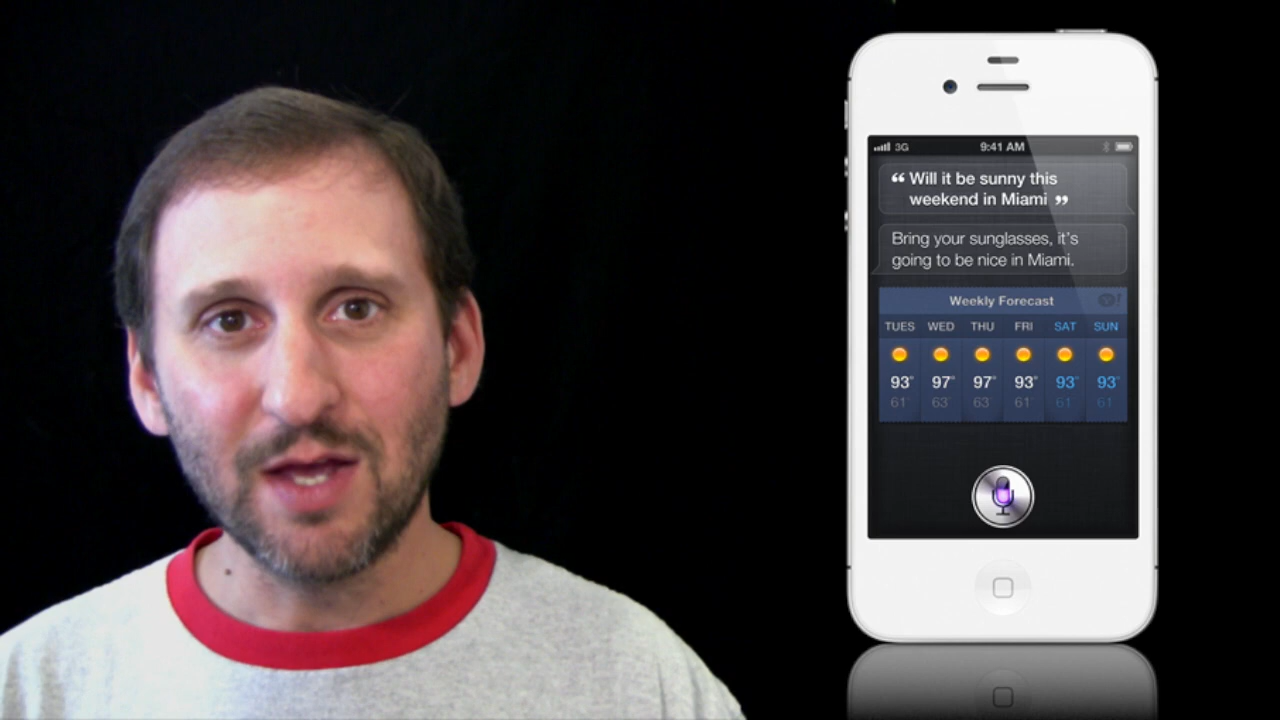 3G 9:41 AM
“ Will it be sunny this
weekend in Miami ”
Bring your sunglasses, it's
going to be nice in Miami.
Weekly Forecast Y!
TUES WED THU FRI SAT SUN
93° 97° 97° 93° 93° 93°
61° 63° 63° 61° 61° 61°